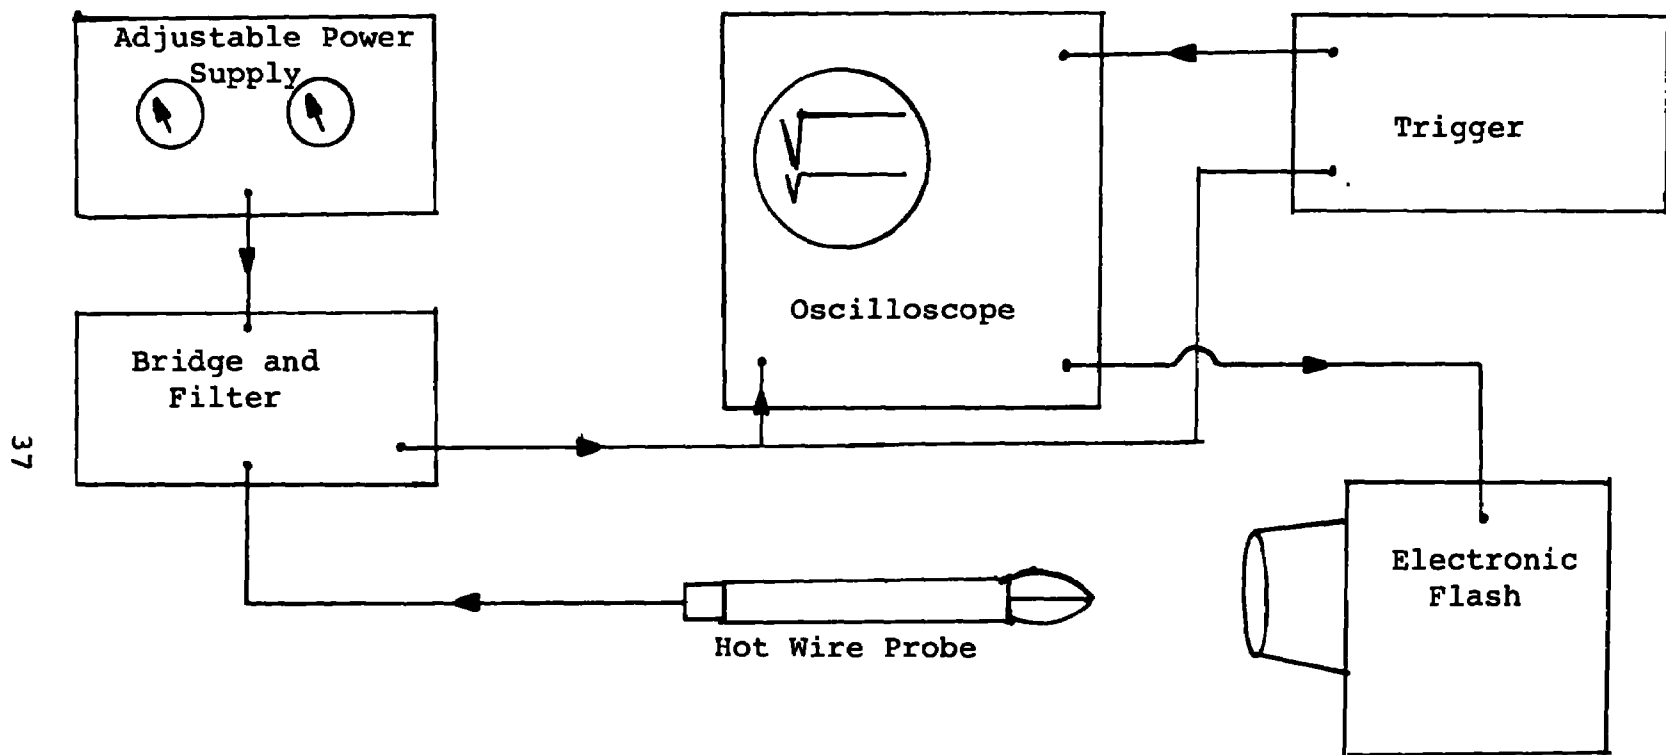 Adjustable Power
Supply
Trigger
Oscilloscope
Bridge and
Filter
37
Electronic
Flash
Hot Wire Probe